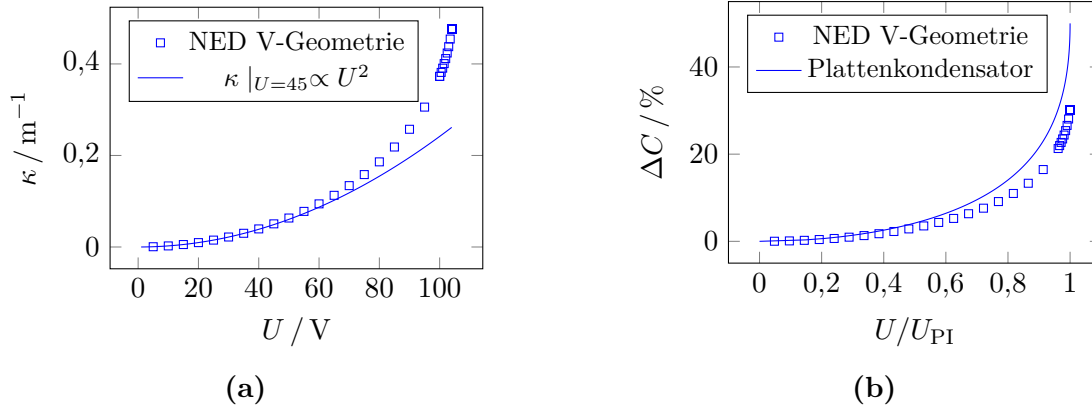 NED V-Geometrie
κ |U=45∝ U²
κ / m⁻¹
0,4
0,2
0
0 20 40 60 80 100
U / V
(a)
NED V-Geometrie
Plattenkondensator
ΔC / %
40
20
0
0 0,2 0,4 0,6 0,8 1
U/U_PI
(b)